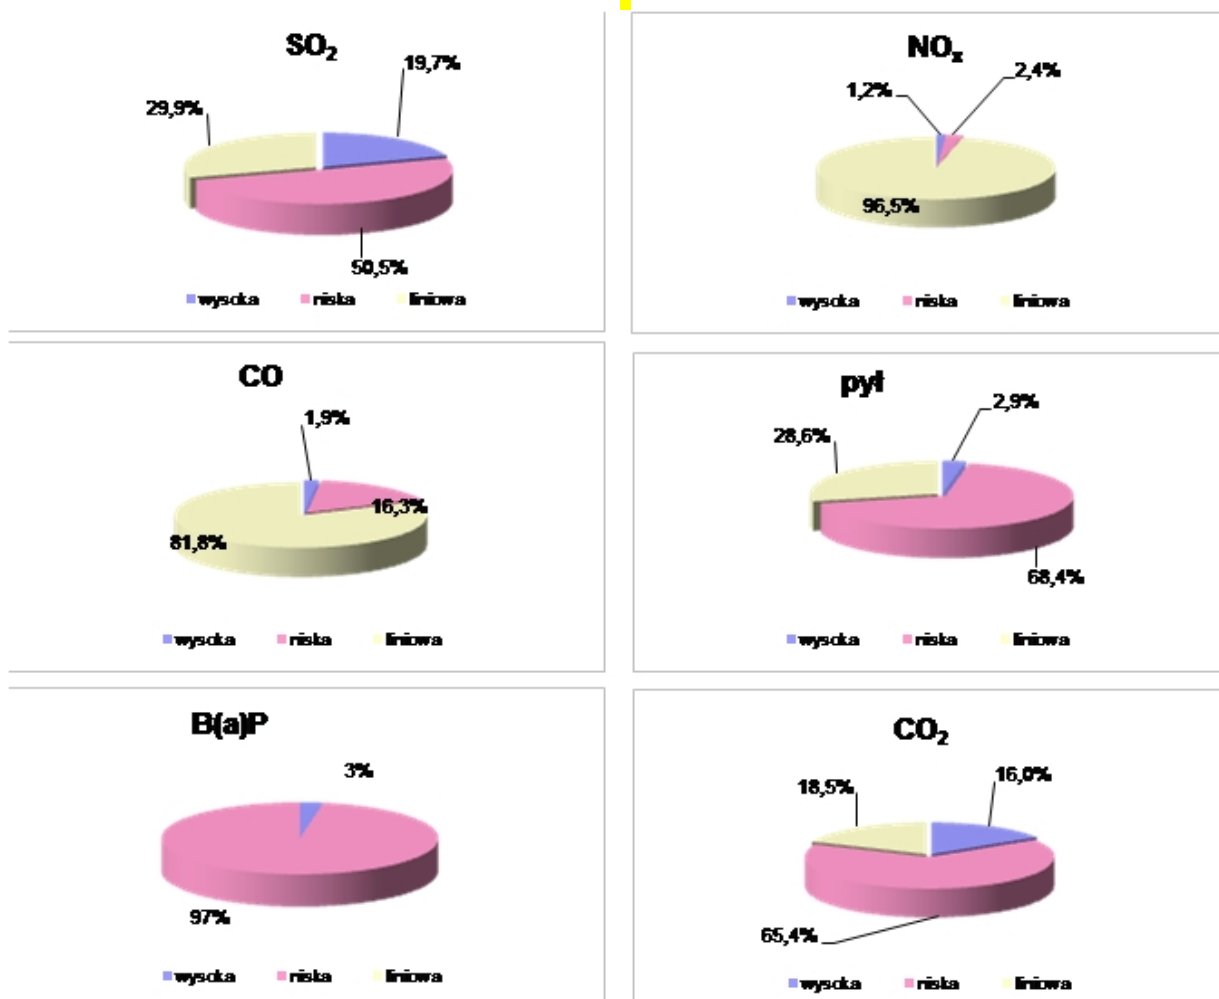 SO₂
19,7%
29,9%
50,5%
wysoka niska liniowa
NOₓ
2,4%
1,2%
96,5%
wysoka niska liniowa
CO
1,9%
16,3%
81,8%
wysoka niska liniowa
pył
2,9%
28,6%
68,4%
wysoka niska liniowa
B(a)P
3%
97%
wysoka niska liniowa
CO₂
16,0%
18,5%
65,4%
wysoka niska liniowa